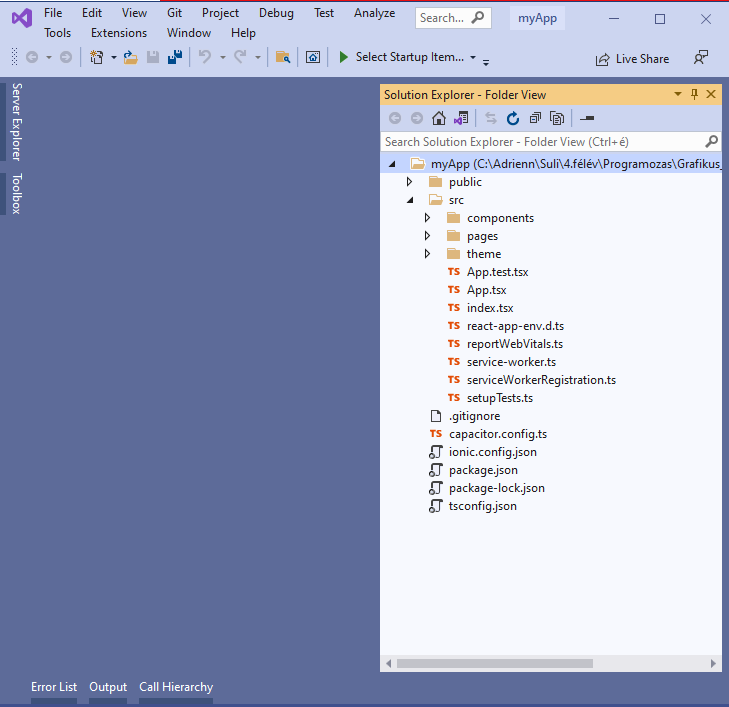 File Edit View Git Project Debug Test Analyze Search... myApp
Tools Extensions Window Help
Select Startup Item... Live Share
Server Explorer
Toolbox
Solution Explorer - Folder View
Search Solution Explorer - Folder View (Ctrl+é)
myApp (C:\Adrienn\Suli\4.félév\Programozas\Grafikus_
public
src
components
pages
theme
TS App.test.tsx
TS App.tsx
TS index.tsx
TS react-app-env.d.ts
TS reportWebVitals.ts
TS service-worker.ts
TS serviceWorkerRegistration.ts
TS setupTests.ts
.gitignore
TS capacitor.config.ts
ionic.config.json
package.json
package-lock.json
tsconfig.json
Error List Output Call Hierarchy